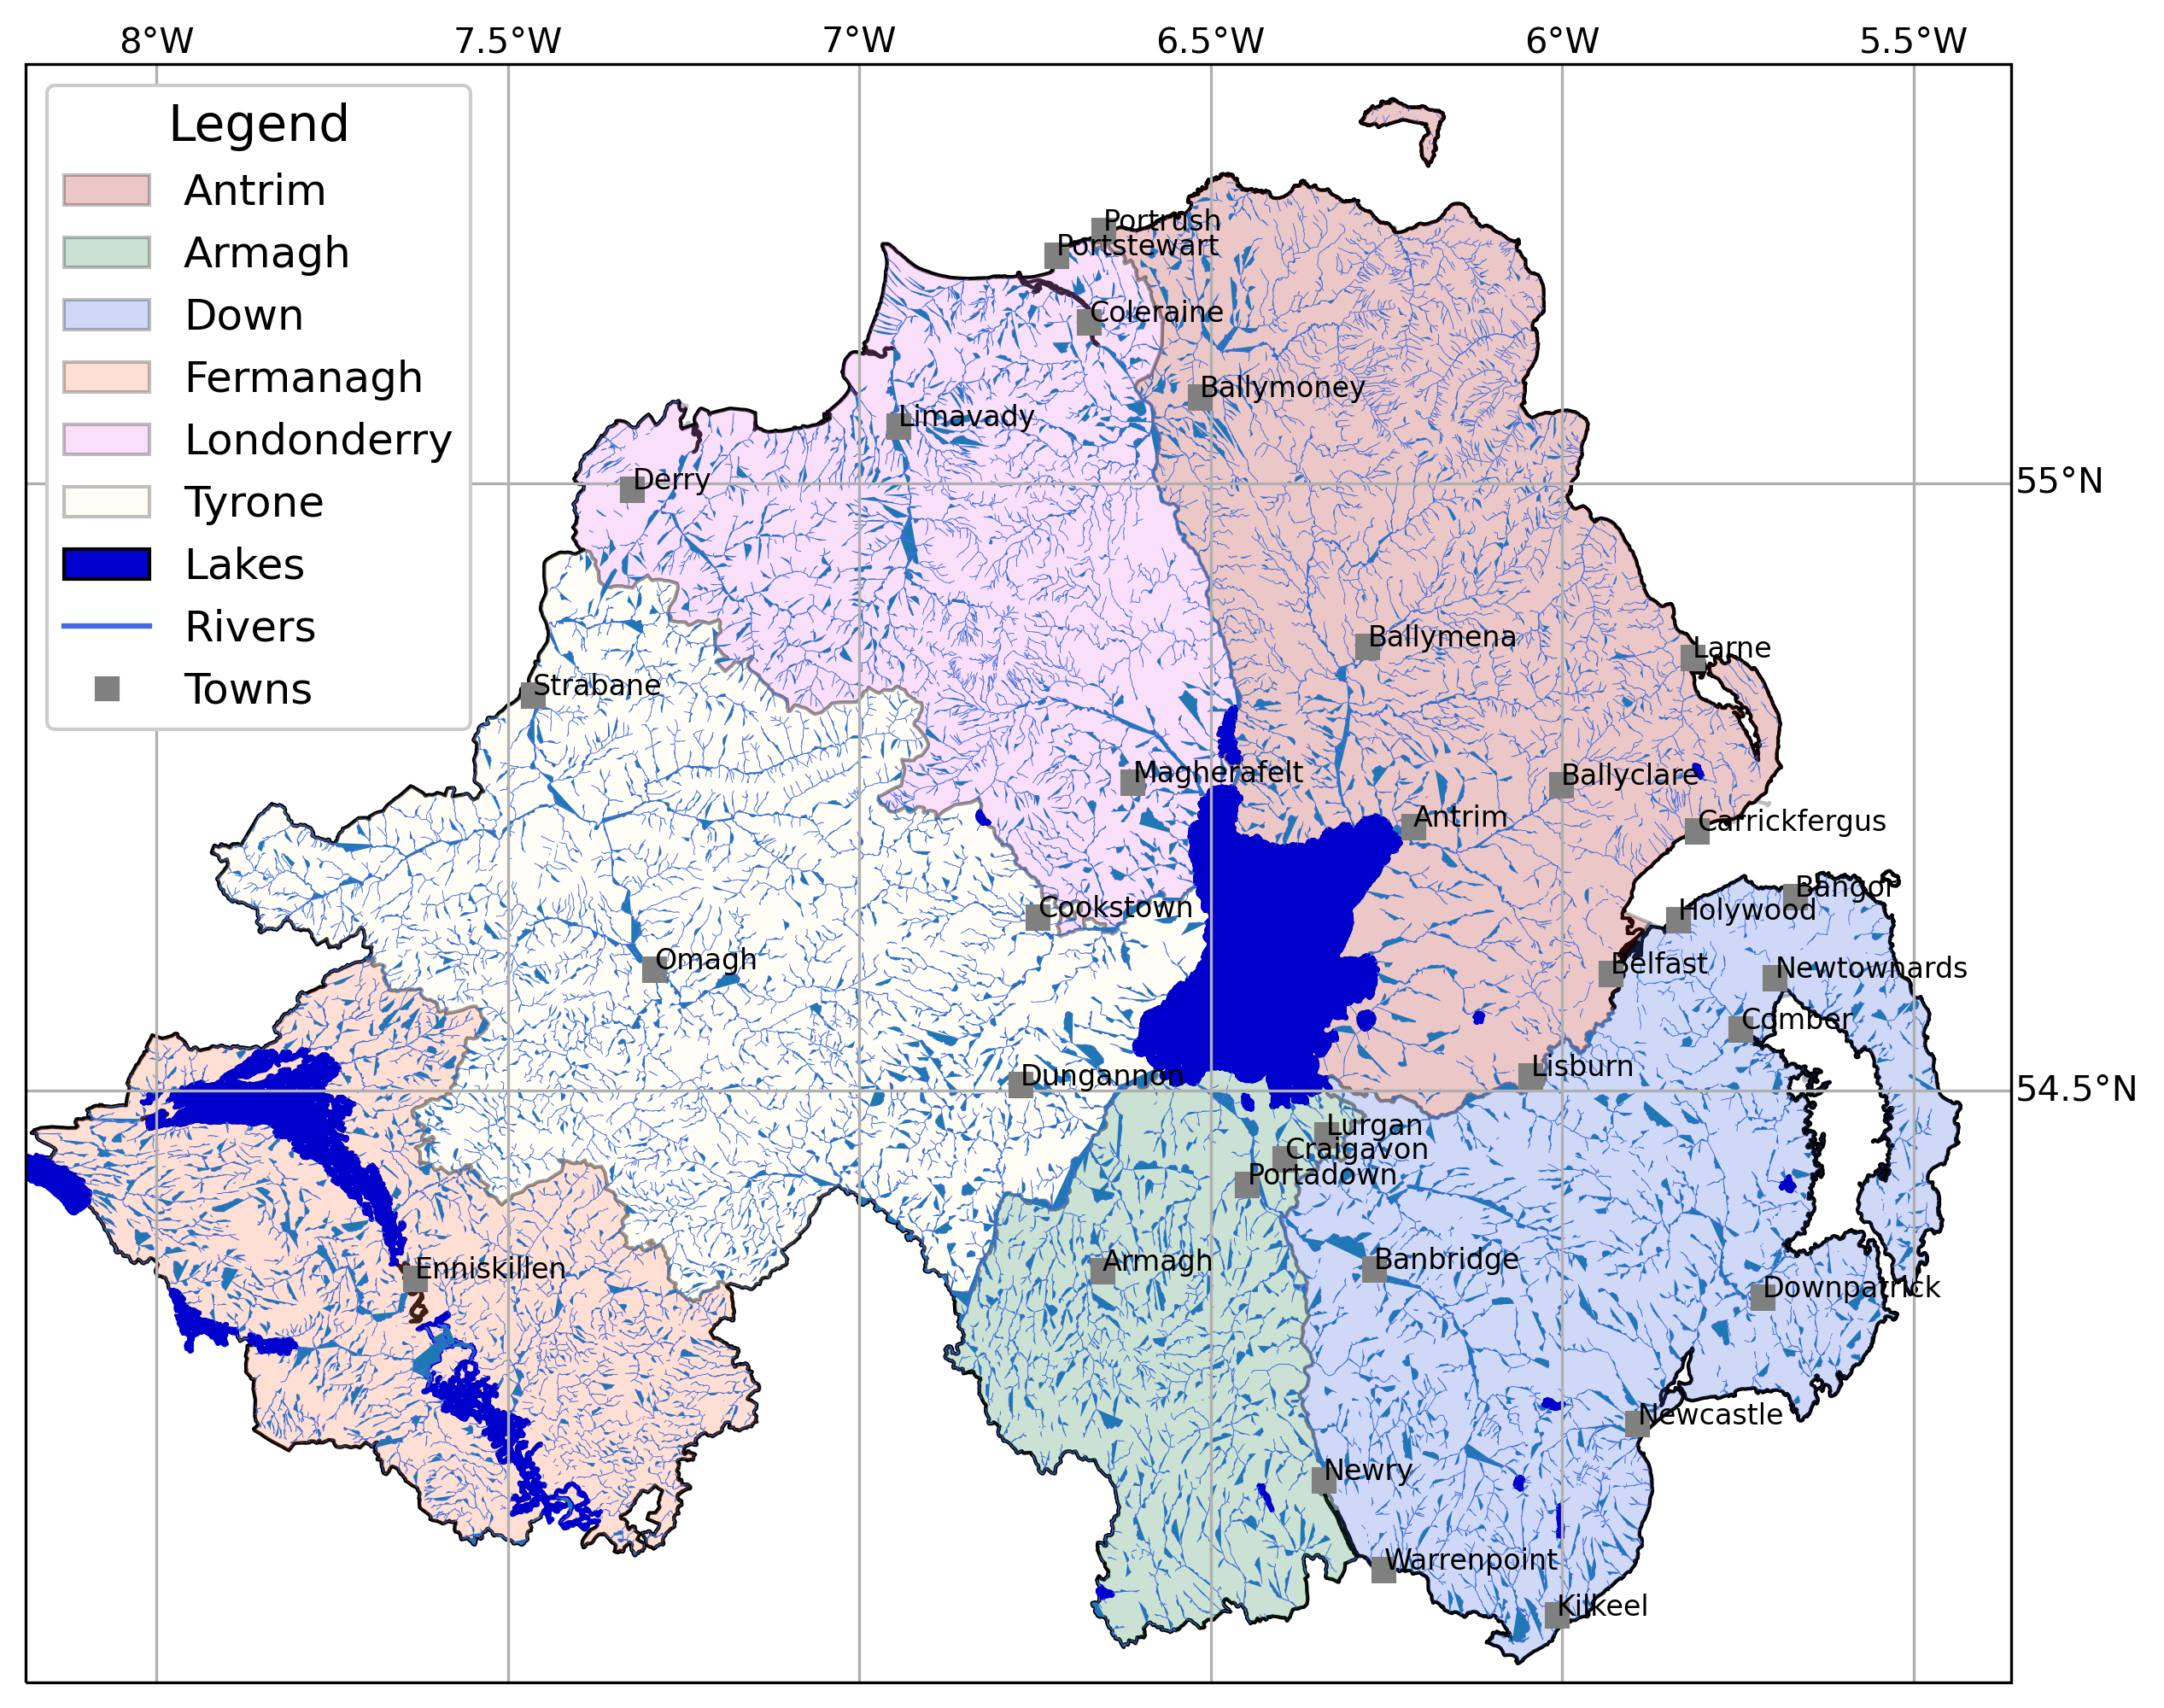 8°W 7.5°W 7°W 6.5°W 6°W 5.5°W
Legend
Antrim
Armagh
Down
Fermanagh
Londonderry
Tyrone
Lakes
Rivers
Towns
Portrush
Portstewart
Coleraine
Ballymoney
Limavady
Derry
55°N
Ballymena
Larne
Strabane
Magherafelt
Ballyclare
Antrim
Carrickfergus
Bangor
Cookstown
Holywood
Omagh
Belfast
Newtownards
Comber
Dungannon
Lisburn
54.5°N
Lurgan
Craigavon
Portadown
Enniskillen
Armagh
Banbridge
Downpatrick
Newcastle
Newry
Warrenpoint
Kilkeel